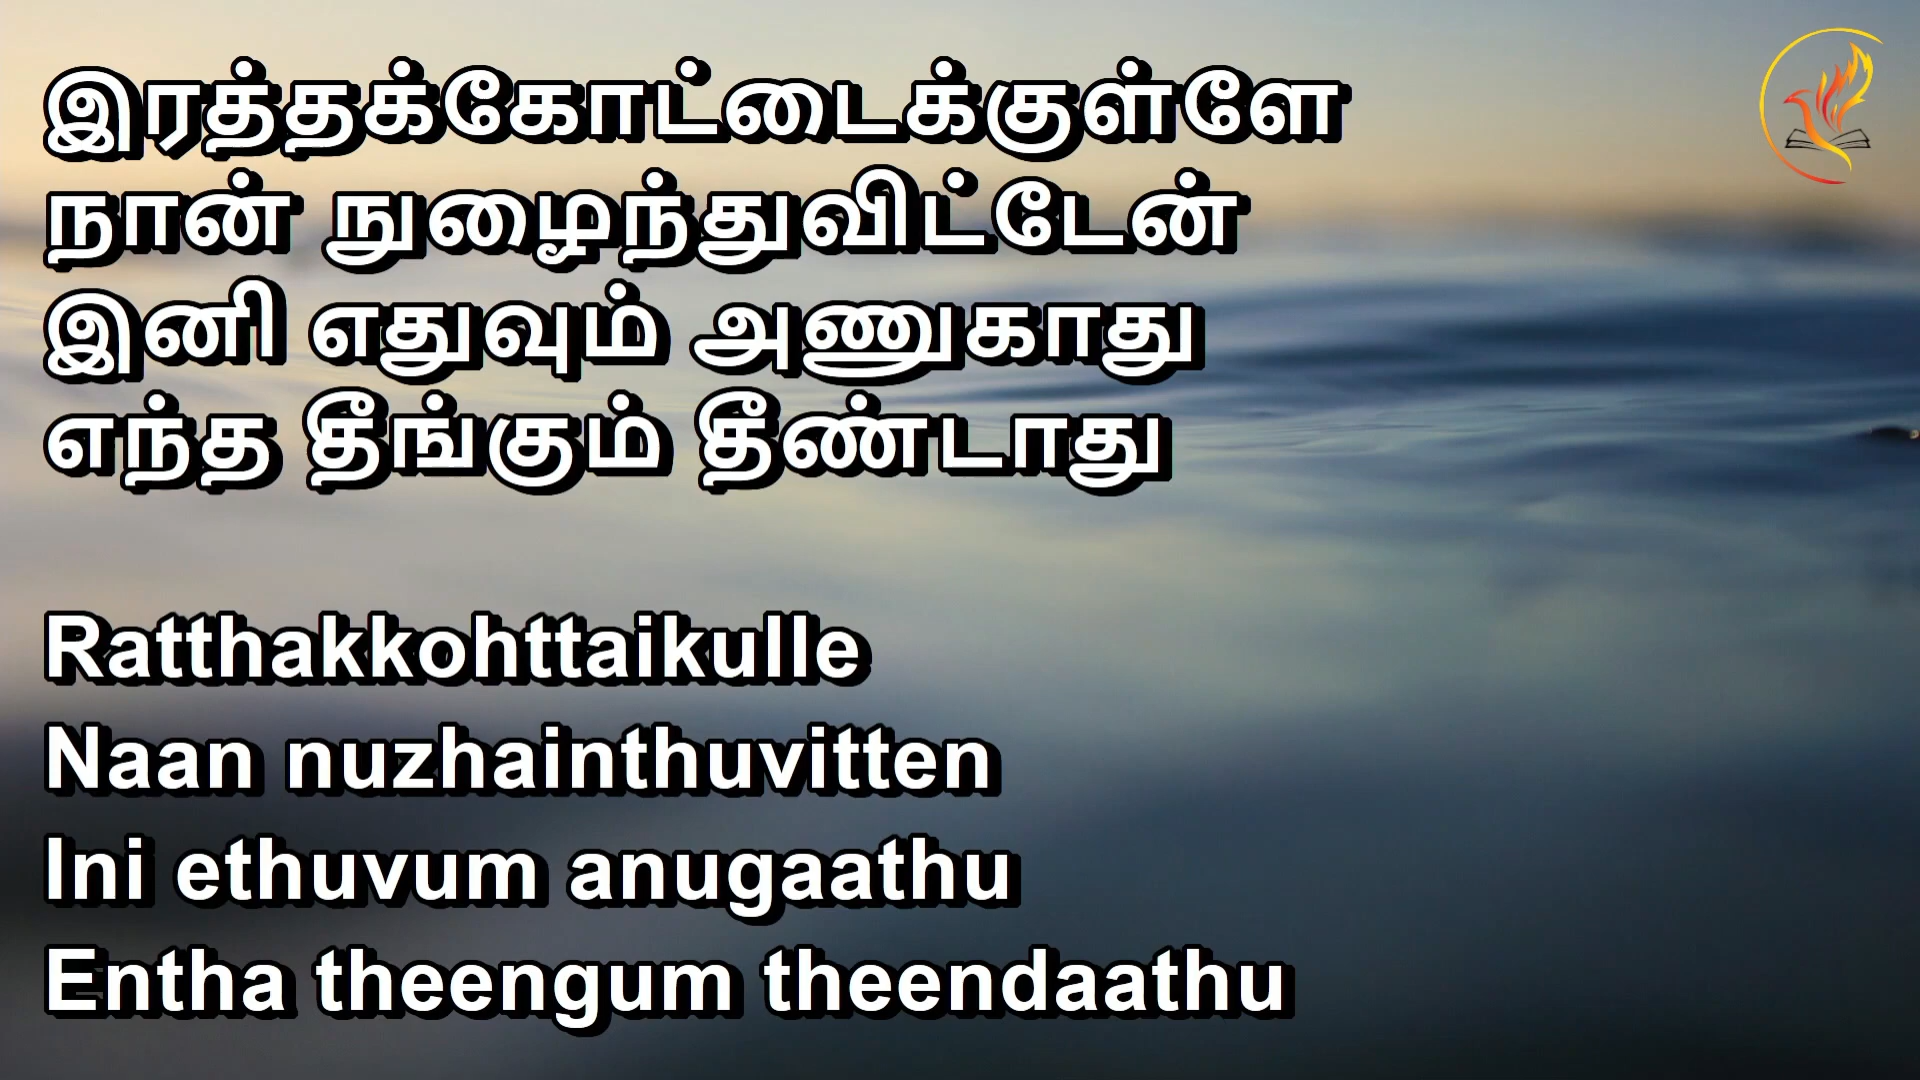 இரத்தக்கோட்டைக்குள்ளே
நான் நுழைந்துவிட்டேன்
இனி எதுவும் அணுகாது
எந்த தீங்கும் தீண்டாது
Ratthakkohttaikulle
Naan nuzhainthuvitten
Ini ethuvum anugaathu
Entha theengum theendaathu